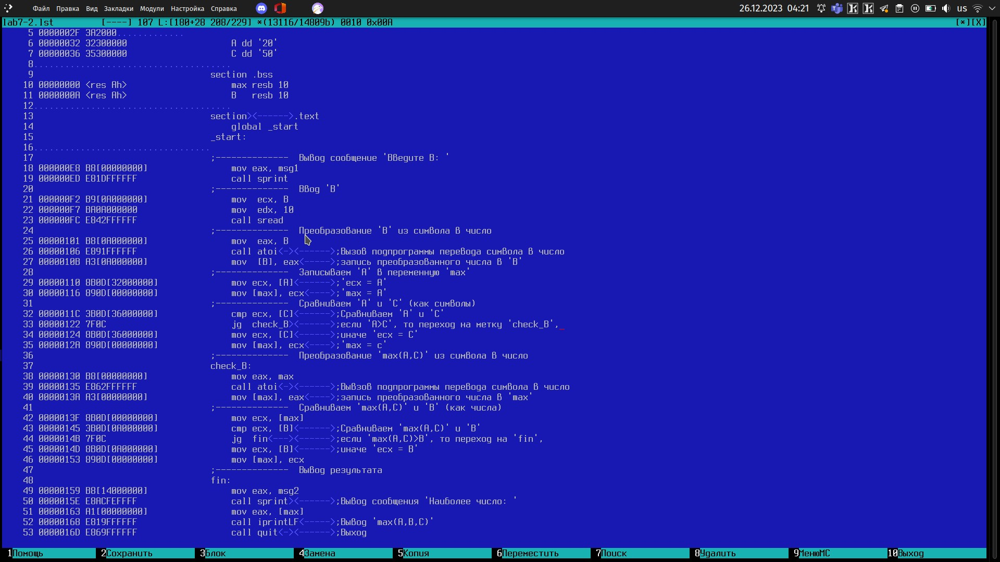 Файл Правка Вид Закладки Модули Настройка Справка 26.12.2023 04:21 us
lab7-2.lst [----] 107 L:[180+28 208/229] *(13116/14809b) 0010 0x00A [*][X]
5 0000002F 3A2000.............
6 00000032 32300000 A dd '20'
7 00000036 35300000 C dd '50'
8......................................
9 section .bss
10 00000000 <res Ah> max resb 10
11 0000000A <res Ah> B resb 10
12......................................
13 section><------>.text
14 global _start
15 _start:
16..................................
17 ;-------------- Вывод сообщение 'Введите B: '
18 000000E8 B8[00000000] mov eax, msg1
19 000000ED E81DFFFFFF call sprint
20 ;-------------- Ввод 'B'
21 000000F2 B9[0A000000] mov ecx, B
22 000000F7 BA0A000000 mov edx, 10
23 000000FC E842FFFFFF call sread
24 ;-------------- Преобразование 'B' из символа в число
25 00000101 B8[0A000000] mov eax, B
26 00000106 E891FFFFFF call atoi<-><------>;Вызов подпрограммы перевода символа в число
27 0000010B A3[0A000000] mov [B], eax<----->;запись преобразованного числа в 'B'
28 ;-------------- Записываем 'A' в переменную 'max'
29 00000110 8B0D[32000000] mov ecx, [A]<------>;'ecx = A'
30 00000116 890D[00000000] mov [max], ecx<---->;'max = A'
31 ;-------------- Сравниваем 'A' и 'C' (как символы)
32 0000011C 3B0D[36000000] cmp ecx, [C]<------>;Сравниваем 'A' и 'C'
33 00000122 7F0C jg check_B><------>;если 'A>C', то переход на метку 'check_B',
34 00000124 8B0D[36000000] mov ecx, [C]<------>;иначе 'ecx = C'
35 0000012A 890D[00000000] mov [max], ecx<---->;'max = c'
36 ;-------------- Преобразование 'max(A,C)' из символа в число
37 check_B:
38 00000130 B8[00000000] mov eax, max
39 00000135 E862FFFFFF call atoi<-><------>;Вывзов подпрограммы перевода символа в число
40 0000013A A3[00000000] mov [max], eax<---->;запись преобразованного числа в 'max'
41 ;-------------- Сравниваем 'max(A,C)' и 'B' (как числа)
42 0000013F 8B0D[00000000] mov ecx, [max]
43 00000145 3B0D[0A000000] cmp ecx, [B]<------>;Сравниваем 'max(A,C)' и 'B'
44 0000014B 7F0C jg fin<---><------>;если 'max(A,C)>B', то переход на 'fin',
45 0000014D 8B0D[0A000000] mov ecx, [B]<------>;иначе 'ecx = B'
46 00000153 890D[00000000] mov [max], ecx
47 ;-------------- Вывод результата
48 fin:
49 00000159 B8[14000000] mov eax, msg2
50 0000015E E8ACFEFFFF call sprint><------>;Вывод сообщения 'Наиболее число: '
51 00000163 A1[00000000] mov eax, [max]
52 00000168 E819FFFFFF call iprintLF<----->;Вывод 'max(A,B,C)'
53 0000016D E869FFFFFF call quit<-><------>;Выход
1Помощь 2Сохранить 3Блок 4Замена 5Копия 6Переместить 7Поиск 8Удалить 9МенюMC 10Выход